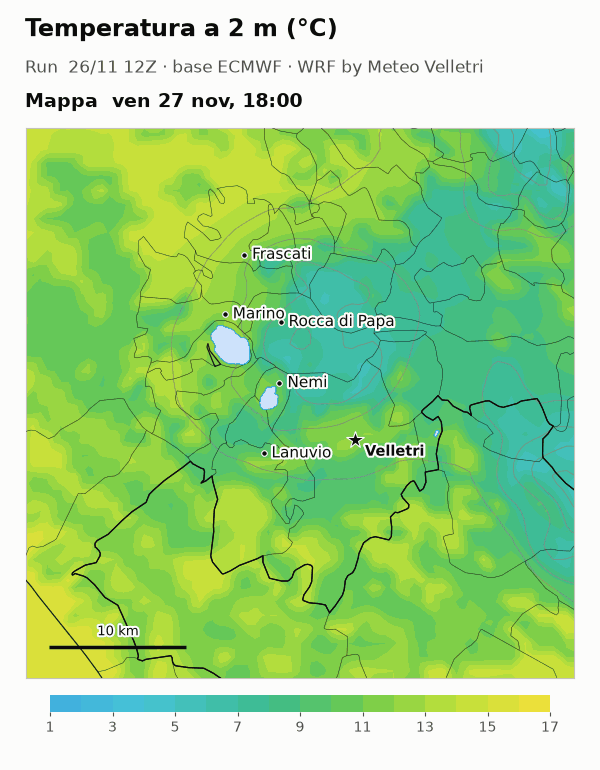 Temperatura a 2 m (°C)
Run  26/11 12Z · base ECMWF · WRF by Meteo Velletri
Mappa  ven 27 nov, 18:00
Frascati
Marino
Rocca di Papa
Nemi
Velletri
Lanuvio
10 km
1 3 5 7 9 11 13 15 17